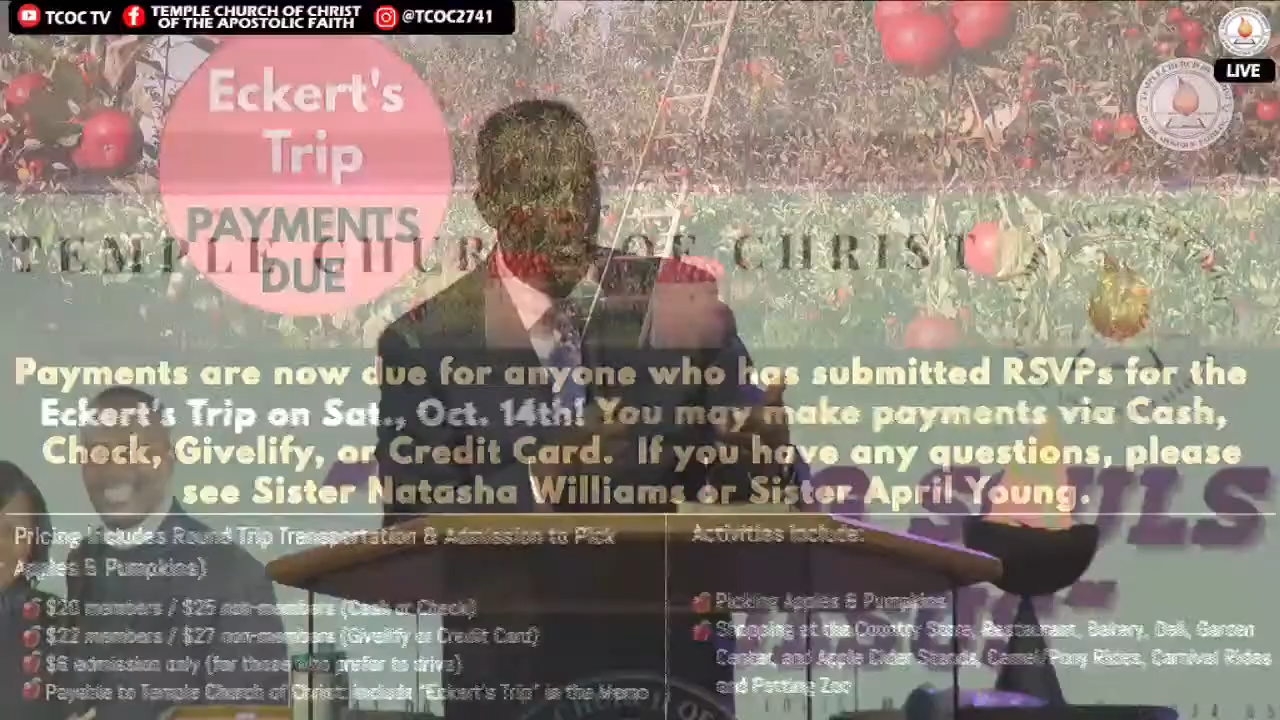 TCOC TV
TEMPLE CHURCH OF CHRIST
OF THE APOSTOLIC FAITH
@TCOC2741
LIVE
Eckert's
Trip
PAYMENTS
DUE
TEMPLE CHURCH OF CHRIST
Payments are now due for anyone who has submitted RSVPs for the
Eckert's Trip on Sat., Oct. 14th! You may make payments via Cash,
Check, Givelify, or Credit Card. If you have any questions, please
see Sister Natasha Williams or Sister April Young.
Pricing Includes Round Trip Transportation & Admission to Pick
Apples & Pumpkins)
$20 members / $25 non-members (Cash or Check)
$22 members / $27 non-members (Givelify or Credit Card)
admission only (for those who prefer to drive)
Payable to Temple Church of Christ: include "Eckert's Trip" in the Memo
Activities include:
Picking Apples & Pumpkins
Shopping at the Country Store, Restaurant, Bakery, Deli, Garden
Center, and Apple Cider Stands, Camel/Pony Rides, Carnival Rides
and Petting Zoo